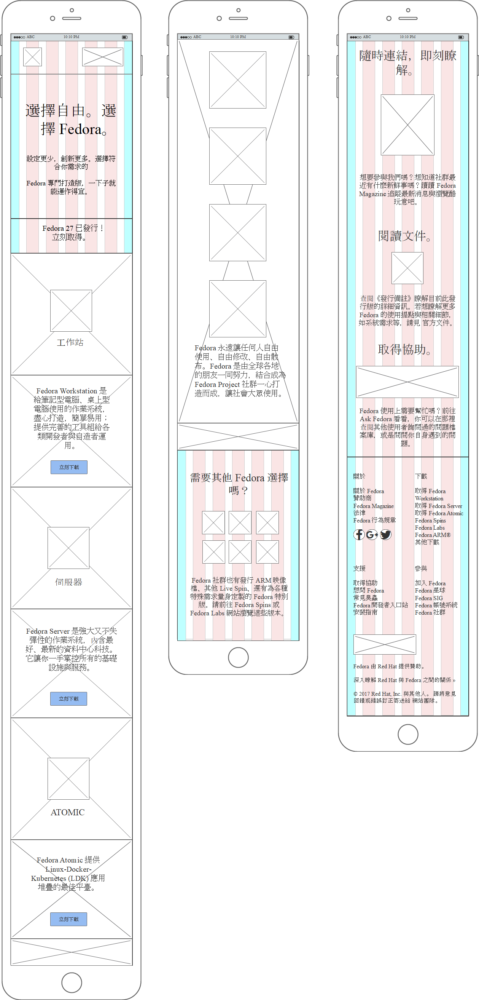 ABC 10:10 PM
選擇自由。選
擇 Fedora。
設定更少，創新更多。選擇符
合你需求的
Fedora 專門打造版，一下子就
能運作得宜。
Fedora 27 已發行！
立刻取得。
工作站
Fedora Workstation 是
給筆記型電腦、桌上型
電腦使用的作業系統，
盡心打造，簡單易用；
提供完善的工具組給各
類開發者與自造者運
用。
立刻下載
伺服器
Fedora Server 是強大又不失
彈性的作業系統，內含最
好、最新的資料中心科技。
它讓你一手掌控所有的基礎
設施與服務。
立刻下載
ATOMIC
Fedora Atomic 提供
Linux-Docker-
Kubernetes (LDK) 應用
堆疊的最佳平臺。
立刻下載
ABC 10:10 PM
Fedora 永遠讓任何人自由
使用、自由修改、自由散
布。Fedora 是由全球各地
的朋友一同努力，結合成為
Fedora Project 社群一心打
造而成，讓社會大眾使用。
需要其他 Fedora 選擇
嗎？
Fedora 社群也有發行 ARM 映像
檔、其他 Live Spin、還有為各種
特殊需求量身定製的 Fedora 特別
版。請前往 Fedora Spins 或
Fedora Labs 網站瀏覽這些版本。
ABC 10:10 PM
隨時連結，即刻瞭
解。
想要參與我們嗎？想知道社群最
近有什麼新鮮事嗎？讀讀 Fedora
Magazine 追蹤最新消息與瀏覽酷
玩意吧。
閱讀文件。
查閱《發行備註》瞭解目前此發
行版的詳細資訊。若想瞭解更多
Fedora 的使用提點與相關細節，
如系統需求等，請見 官方文件。
取得協助。
Fedora 使用上需要幫忙嗎？前往
Ask Fedora 看看，你可以在那裡
查閱其他使用者詢問過的問題檔
案庫，或是問問你自身遇到的問
題。
關於
關於 Fedora
贊助商
Fedora Magazine
法律
Fedora 行為規章
下載
取得 Fedora
Workstation
取得 Fedora Server
取得 Fedora Atomic
Fedora Spins
Fedora Labs
Fedora ARM®
其他下載
支援
取得協助
想問 Fedora
常見臭蟲
Fedora 開發者入口站
安裝指南
參與
加入 Fedora
Fedora 星球
Fedora SIG
Fedora 帳號系統
Fedora 社群
Fedora 由 Red Hat 提供贊助。
深入瞭解 Red Hat 與 Fedora 之間的關係 »
© 2017 Red Hat, Inc. 與其他人。 請將意見
回饋或錯誤訂正寄送給 網站團隊。